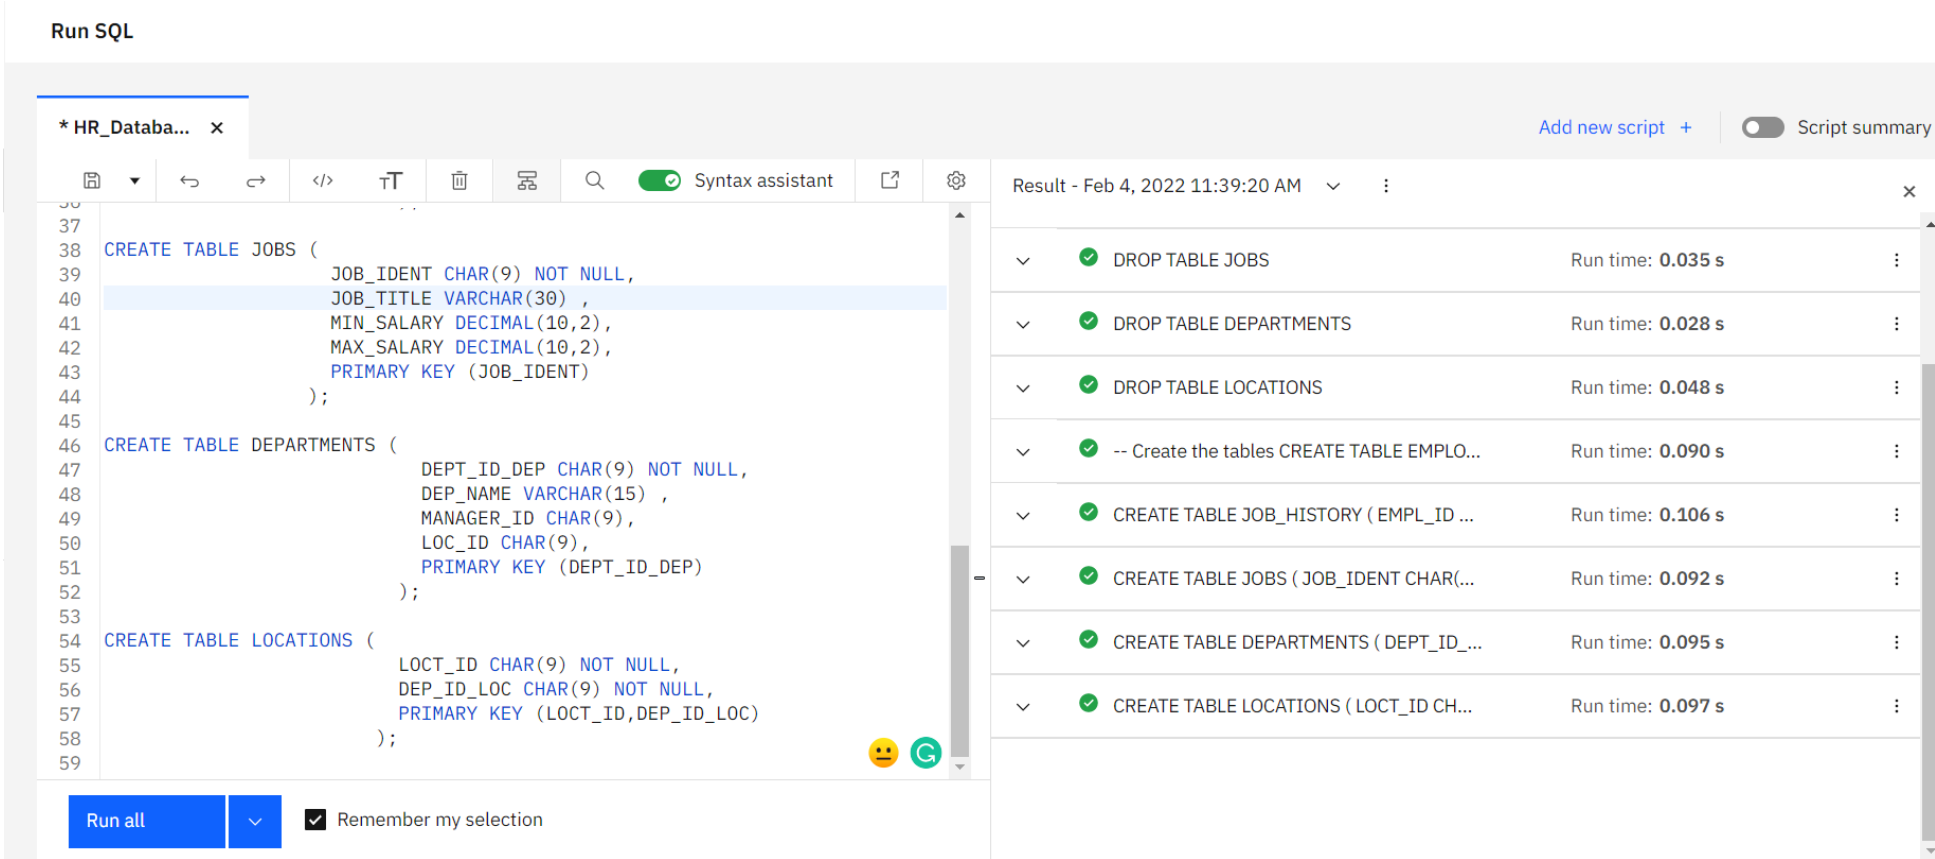 Run SQL
* HR_Databa... ×
Add new script +
Script summary
Syntax assistant
Result - Feb 4, 2022 11:39:20 AM
37
38 CREATE TABLE JOBS (
39 JOB_IDENT CHAR(9) NOT NULL,
40 JOB_TITLE VARCHAR(30) ,
41 MIN_SALARY DECIMAL(10,2),
42 MAX_SALARY DECIMAL(10,2),
43 PRIMARY KEY (JOB_IDENT)
44 );
45
46 CREATE TABLE DEPARTMENTS (
47 DEPT_ID_DEP CHAR(9) NOT NULL,
48 DEP_NAME VARCHAR(15) ,
49 MANAGER_ID CHAR(9),
50 LOC_ID CHAR(9),
51 PRIMARY KEY (DEPT_ID_DEP)
52 );
53
54 CREATE TABLE LOCATIONS (
55 LOCT_ID CHAR(9) NOT NULL,
56 DEP_ID_LOC CHAR(9) NOT NULL,
57 PRIMARY KEY (LOCT_ID,DEP_ID_LOC)
58 );
59
Run all
Remember my selection
DROP TABLE JOBS Run time: 0.035 s
DROP TABLE DEPARTMENTS Run time: 0.028 s
DROP TABLE LOCATIONS Run time: 0.048 s
-- Create the tables CREATE TABLE EMPLO... Run time: 0.090 s
CREATE TABLE JOB_HISTORY ( EMPL_ID ... Run time: 0.106 s
CREATE TABLE JOBS ( JOB_IDENT CHAR(... Run time: 0.092 s
CREATE TABLE DEPARTMENTS ( DEPT_ID_... Run time: 0.095 s
CREATE TABLE LOCATIONS ( LOCT_ID CH... Run time: 0.097 s